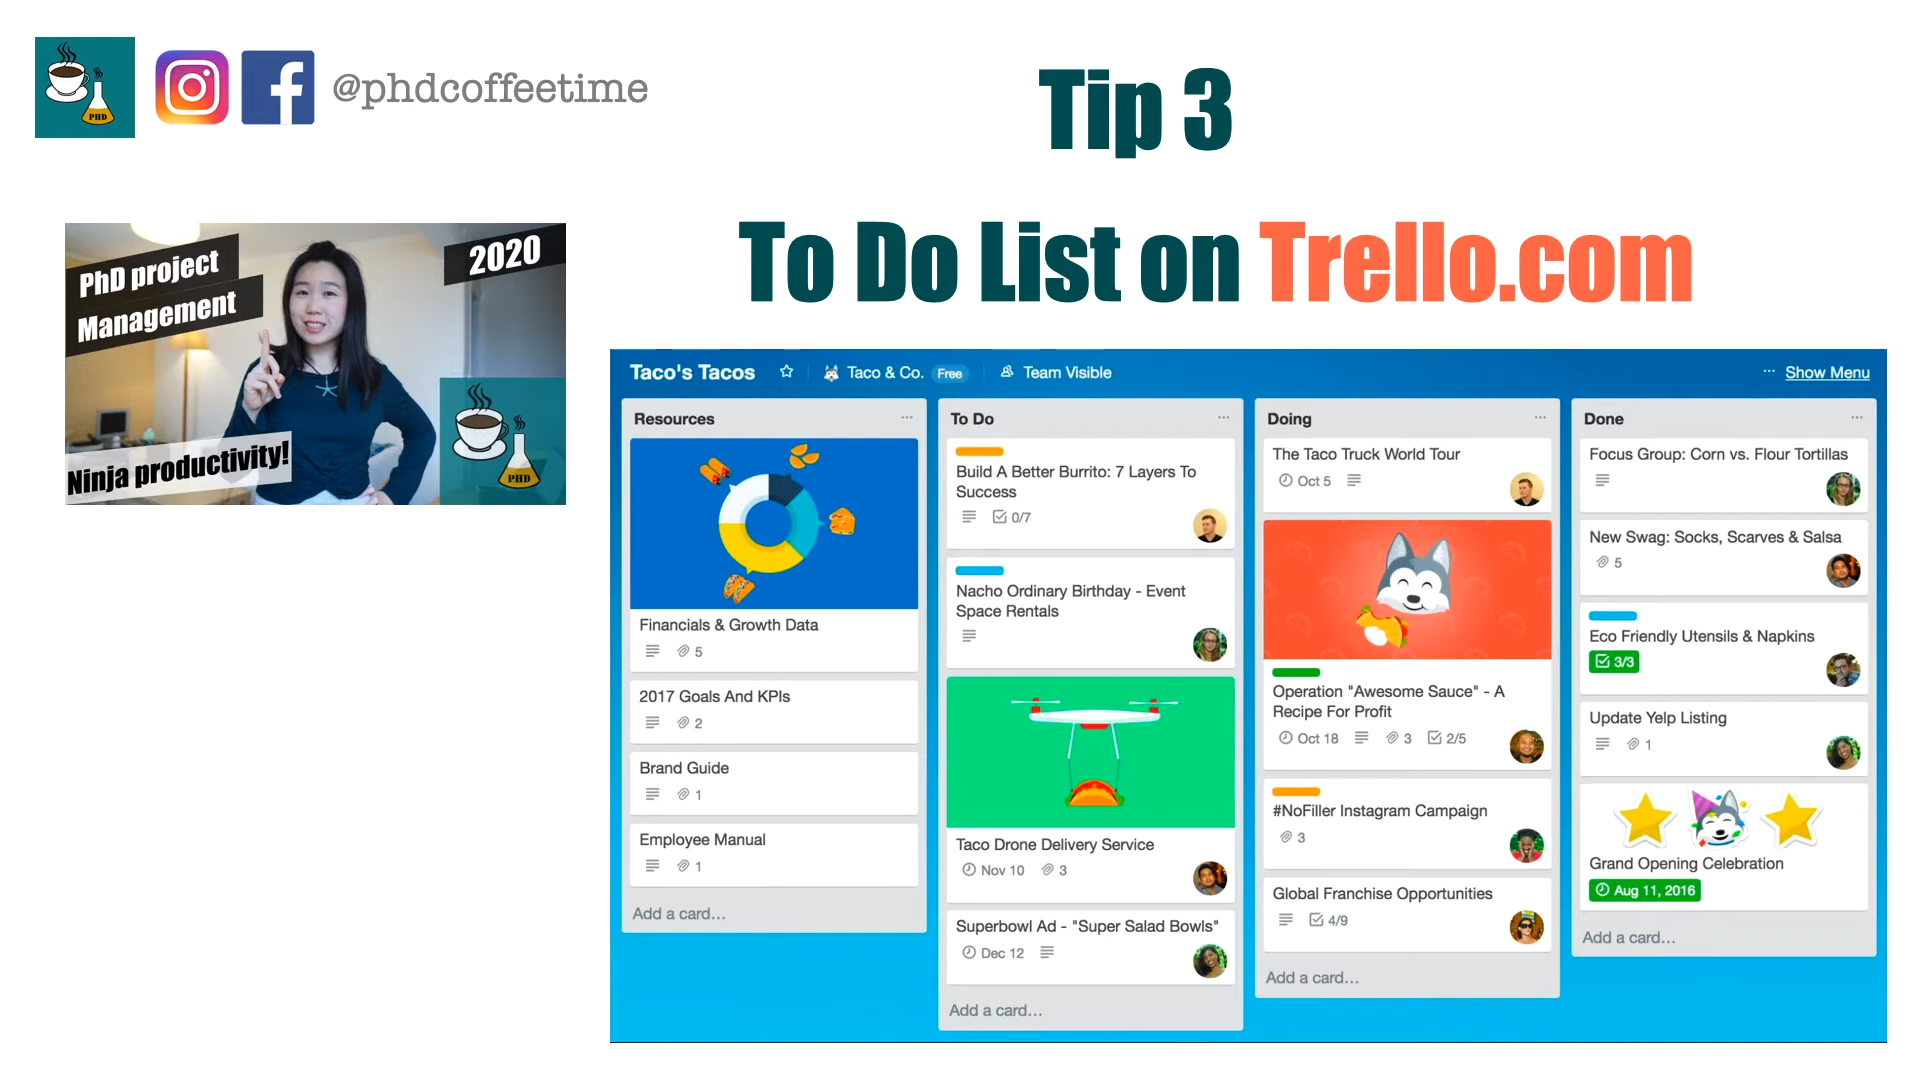 PHD
@phdcoffeetime
Tip 3
To Do List on Trello.com
PhD project
Management
2020
Ninja productivity!
PHD
Taco's Tacos
Taco & Co.
Free
Team Visible
Show Menu
Resources
Financials & Growth Data
5
2017 Goals And KPIs
2
Brand Guide
1
Employee Manual
1
Add a card...
To Do
Build A Better Burrito: 7 Layers To
Success
0/7
Nacho Ordinary Birthday - Event
Space Rentals
Taco Drone Delivery Service
Nov 10
3
Superbowl Ad - "Super Salad Bowls"
Dec 12
Add a card...
Doing
The Taco Truck World Tour
Oct 5
Operation "Awesome Sauce" - A
Recipe For Profit
Oct 18
3
2/5
#NoFiller Instagram Campaign
3
Global Franchise Opportunities
4/9
Add a card...
Done
Focus Group: Corn vs. Flour Tortillas
New Swag: Socks, Scarves & Salsa
5
Eco Friendly Utensils & Napkins
3/3
Update Yelp Listing
1
Grand Opening Celebration
Aug 11, 2016
Add a card...